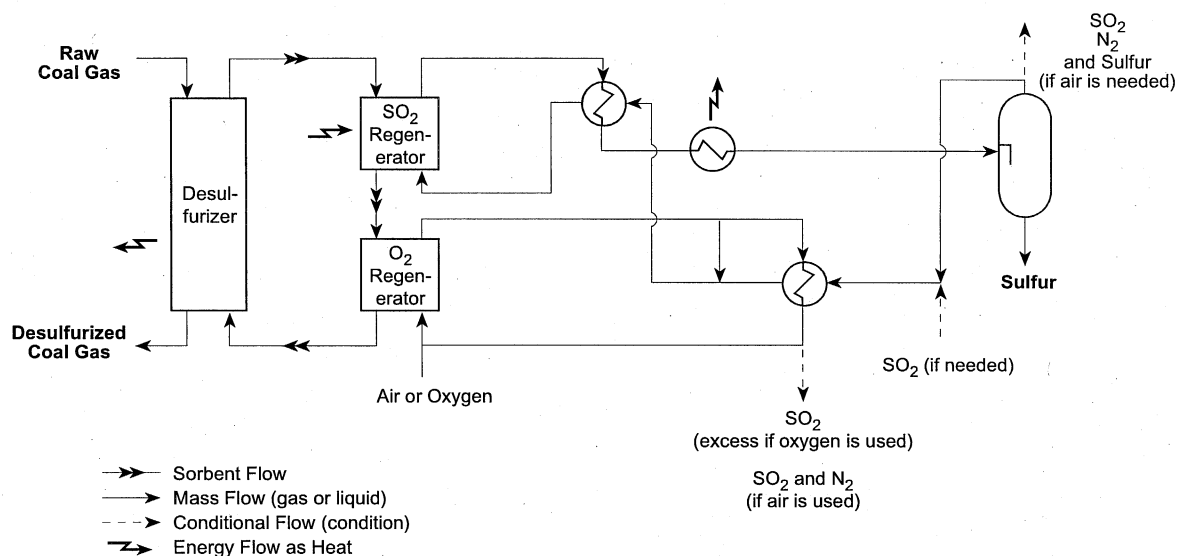 Raw
Coal Gas
SO2
N2
and Sulfur
(if air is needed)
SO2
Regen-
erator
Desul-
furizer
O2
Regen-
erator
Sulfur
Desulfurized
Coal Gas
SO2 (if needed)
Air or Oxygen
SO2
(excess if oxygen is used)
SO2 and N2
(if air is used)
Sorbent Flow
Mass Flow (gas or liquid)
Conditional Flow (condition)
Energy Flow as Heat